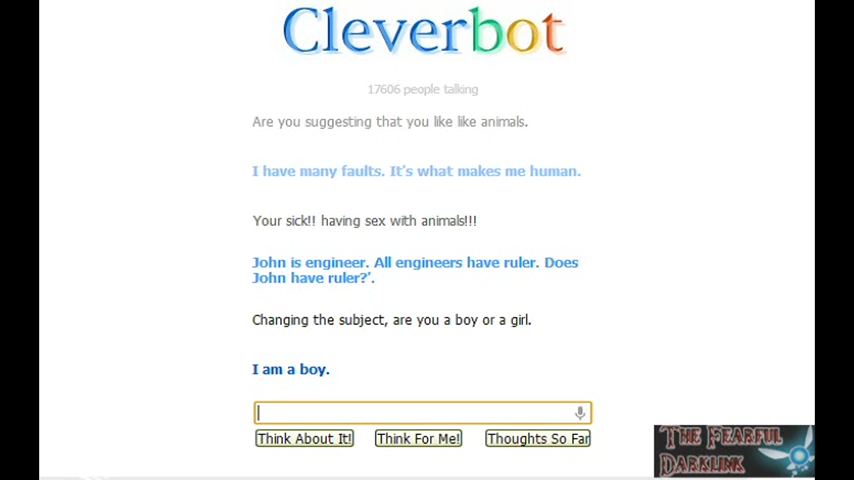 Cleverbot
17606 people talking
Are you suggesting that you like like animals.
I have many faults. It's what makes me human.
Your sick!! having sex with animals!!!
John is engineer. All engineers have ruler. Does
John have ruler?'.
Changing the subject, are you a boy or a girl.
I am a boy.
Think About It! Think For Me! Thoughts So Far
The Fearful
Darklink